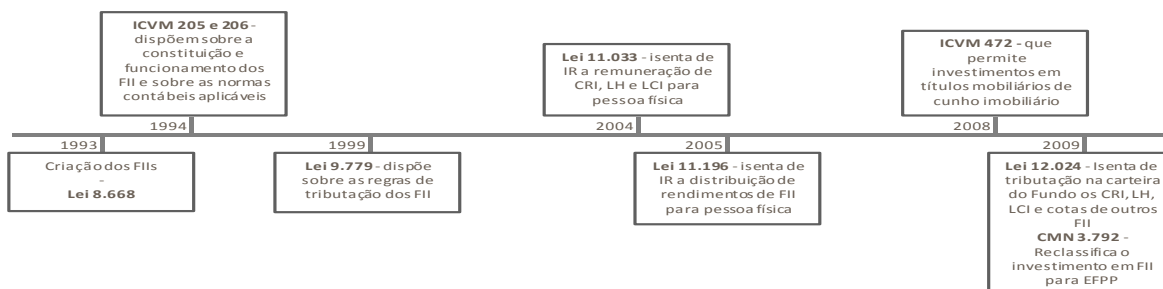 ICVM 205 e 206 -
dispõem sobre a
constituição e
funcionamento dos
FII e sobre as normas
contábeis aplicáveis
1994
Lei 11.033 - isenta de
IR a remuneração de
CRI, LH e LCI para
pessoa física
2004
ICVM 472 - que
permite
investimentos em
títulos mobiliários de
cunho imobiliário
2008
1993
Criação dos FIIs
-
Lei 8.668
1999
Lei 9.779 - dispõe
sobre as regras de
tributação dos FII
2005
Lei 11.196 - isenta de
IR a distribuição de
rendimentos de FII
para pessoa física
2009
Lei 12.024 - Isenta de
tributação na carteira
do Fundo os CRI, LH,
LCI e cotas de outros
FII
CMN 3.792 -
Reclassifica o
investimento em FII
para EFPP